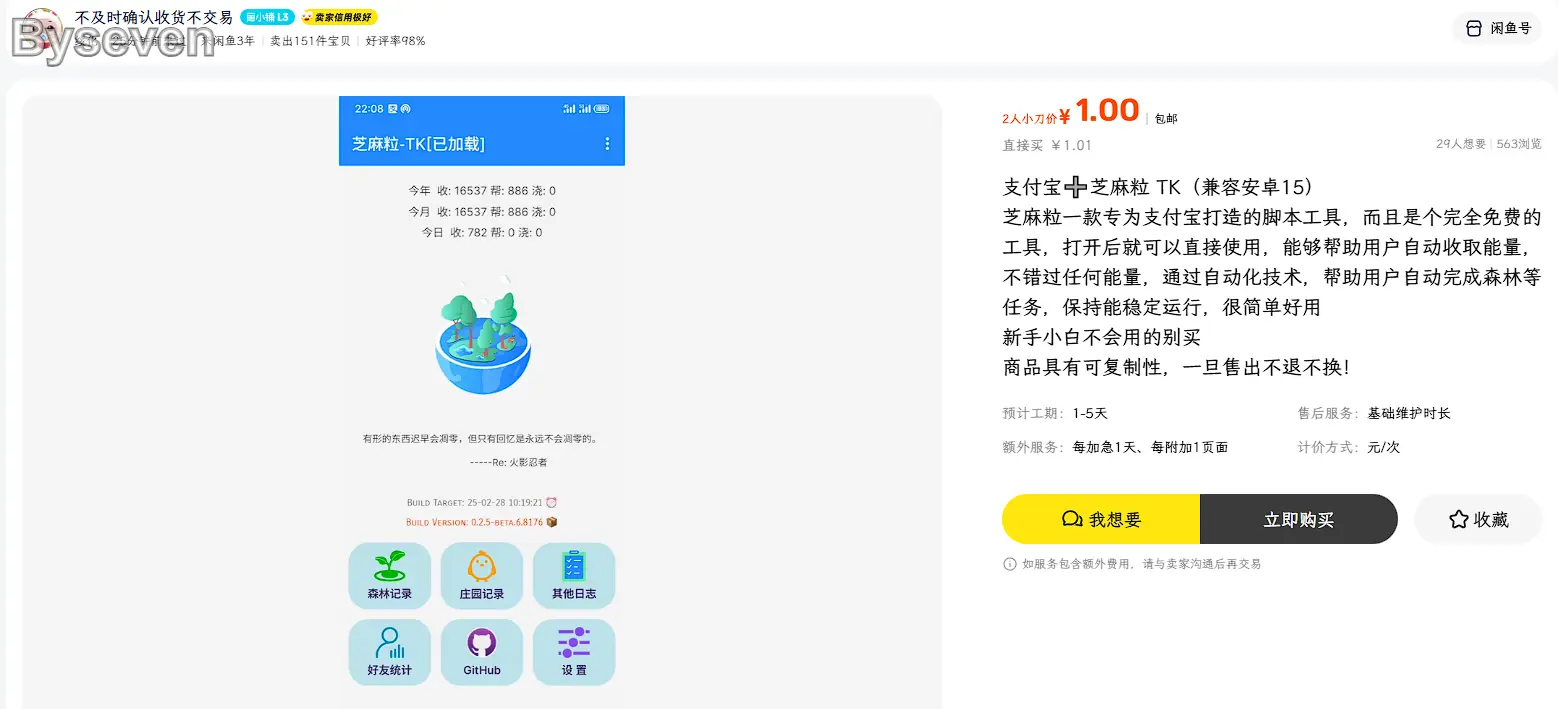 不及时确认收货不交易
闲小铺 L3
卖家信用极好
Byseven
来闲鱼3年
卖出151件宝贝
好评率98%
闲鱼号
22:08
芝麻粒-TK[已加载]
今年 收: 16537 帮: 886 浇: 0
今月 收: 16537 帮: 886 浇: 0
今日 收: 782 帮: 0 浇: 0
有形的东西迟早会凋零，但只有回忆是永远不会凋零的。
-----Re: 火影忍者
Build Target: 25-02-28 10:19:21
Build Version: 0.2.5-beta.6.8176
森林记录
庄园记录
其他日志
好友统计
GitHub
设 置
2人小刀价¥1.00 包邮
直接买 ￥1.01
29人想要 563浏览
支付宝➕芝麻粒 TK（兼容安卓15）
芝麻粒一款专为支付宝打造的脚本工具，而且是个完全免费的
工具，打开后就可以直接使用，能够帮助用户自动收取能量，
不错过任何能量，通过自动化技术，帮助用户自动完成森林等
任务，保持能稳定运行，很简单好用
新手小白不会用的别买
商品具有可复制性，一旦售出不退不换！
预计工期： 1-5天
售后服务： 基础维护时长
额外服务： 每加急1天、每附加1页面
计价方式： 元/次
我想要
立即购买
收藏
如服务包含额外费用，请与卖家沟通后再交易